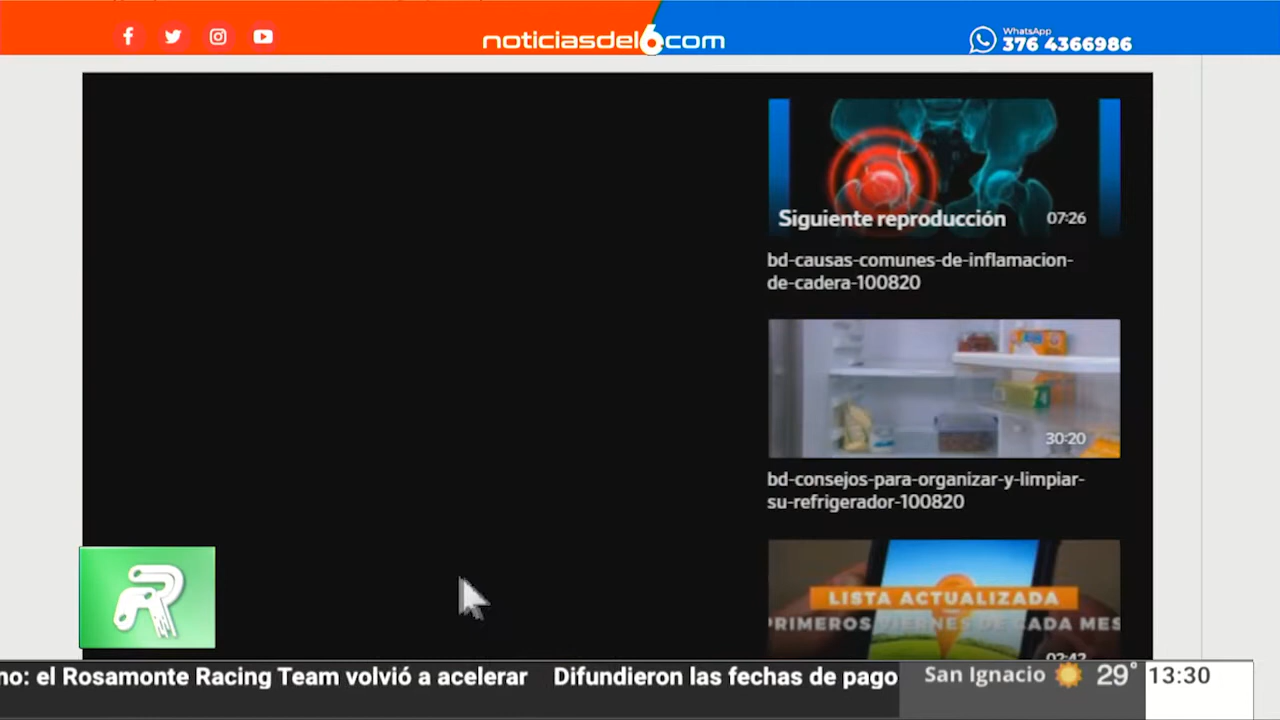 noticiasdel6.com
WhatsApp
376 4366986
Siguiente reproducción
07:26
bd-causas-comunes-de-inflamacion-
de-cadera-100820
30:20
bd-consejos-para-organizar-y-limpiar-
su-refrigerador-100820
LISTA ACTUALIZADA
PRIMEROS VIERNES DE CADA MES
02:42
R
no: el Rosamonte Racing Team volvió a acelerar Difundieron las fechas de pago
San Ignacio 29° 13:30